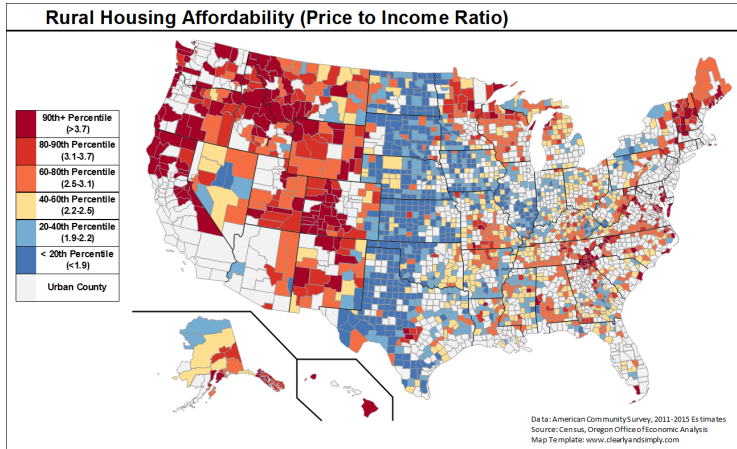 Rural Housing Affordability (Price to Income Ratio)
90th+ Percentile
(>3.7)
80-90th Percentile
(3.1-3.7)
60-80th Percentile
(2.5-3.1)
40-60th Percentile
(2.2-2.5)
20-40th Percentile
(1.9-2.2)
< 20th Percentile
(<1.9)
Urban County
Data: American Community Survey, 2011-2015 Estimates
Source: Census, Oregon Office of Economic Analysis
Map Template: www.clearlyandsimply.com